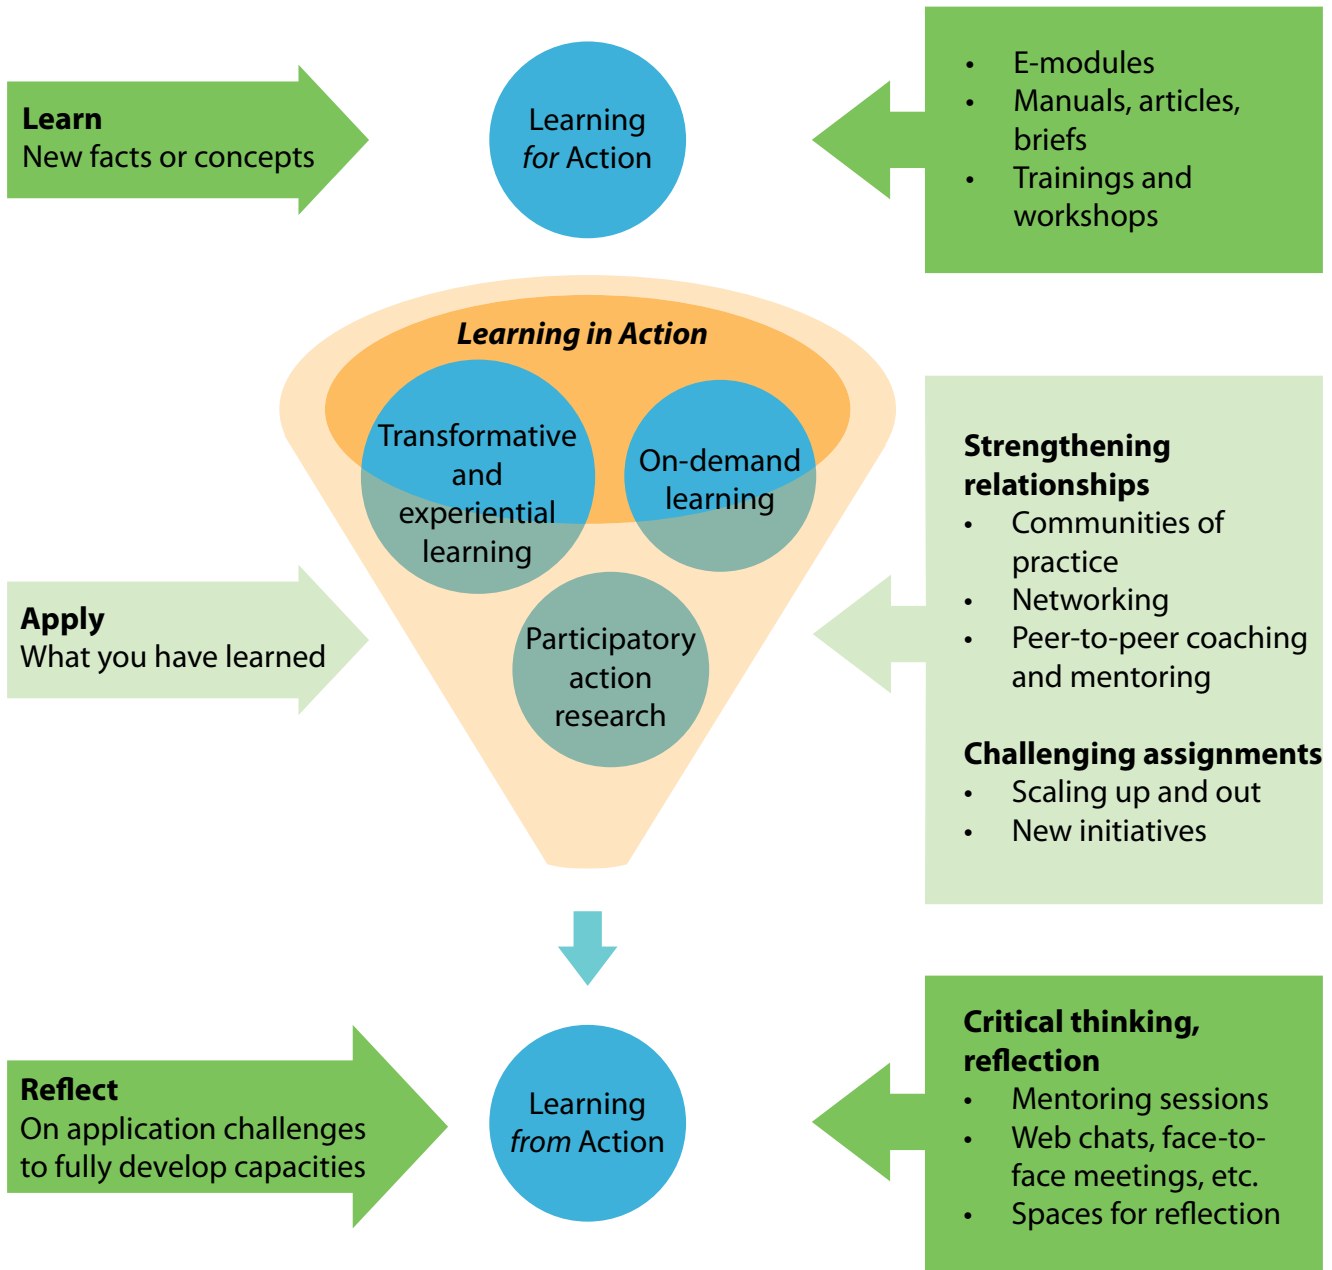 Learn
New facts or concepts
Learning
for Action
• E-modules
• Manuals, articles,
briefs
• Trainings and
workshops
Learning in Action
Transformative
and
experiential
learning
On-demand
learning
Participatory
action
research
Apply
What you have learned
Strengthening
relationships
• Communities of
practice
• Networking
• Peer-to-peer coaching
and mentoring
Challenging assignments
• Scaling up and out
• New initiatives
Reflect
On application challenges
to fully develop capacities
Learning
from Action
Critical thinking,
reflection
• Mentoring sessions
• Web chats, face-to-
face meetings, etc.
• Spaces for reflection